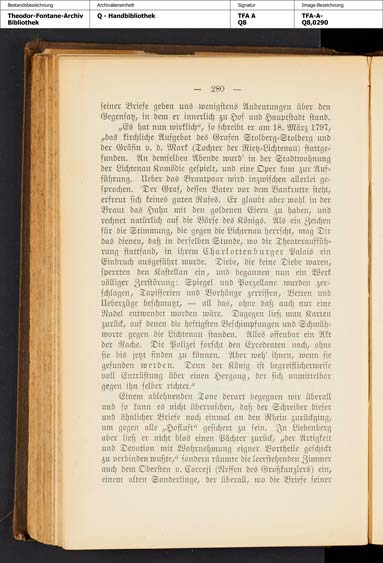 Bestandsbezeichnung
Archivalieneinheit
Signatur
Image-Bezeichnung
Theodor-Fontane-Archiv
Bibliothek
Q - Handbibliothek
TFA A
Q8
TFA-A-
Q8,0290
— 280 —
seiner Briefe geben uns wenigstens Andeutungen über den
Gegensatz, in dem er innerlich zu Hof und Hauptstadt stand.
„Es hat nun wirklich“, so schreibt er am 18. März 1797,
„das kirchliche Aufgebot des Grafen Stolberg-Stolberg und
der Gräfin v. d. Mark (Tochter der Rietz-Lichtenau) stattge-
funden. An demselben Abende wurd' in der Stadtwohnung
der Lichtenau Komödie gespielt, und eine Oper kam zur Auf-
führung. Ueber das Brautpaar wird inzwischen allerlei ge-
sprochen. Der Graf, dessen Vater vor dem Bankrutte steht,
erfreut sich keines guten Rufes. Er glaubt aber wohl in der
Braut das Huhn mit den goldenen Eiern zu haben, und
rechnet natürlich auf die Börse des Königs. Als ein Zeichen
für die Stimmung, die gegen die Lichtenau herrscht, mag Dir
das dienen, daß in derselben Stunde, wo die Theateraufföh-
rung stattfand, in ihrem Charlottenburger Palais ein
Einbruch ausgeführt wurde. Diebe, die keine Diebe waren,
sperrten den Kastellan ein, und begannen nun ein Werk
völliger Zerstörung: Spiegel und Porzellane wurden zer-
schlagen, Tapisserien und Vorhänge zerrissen, Betten und
Ueberzüge beschmutzt, — all das, ohne daß auch nur eine
Nadel entwendet worden wäre. Dagegen ließ man Karten
zurück, auf denen die heftigsten Beschimpfungen und Schmäh-
worte gegen die Lichtenau standen. Alles offenbar ein Akt
der Rache. Die Polizei forscht den Excedenten nach, ohne
sie bis jetzt finden zu können. Aber weh' ihnen, wenn sie
gefunden werden. Denn der König ist begreiflicherweise
voll Entrüstung über einen Hergang, der sich unmittelbar
gegen ihn selber richtet.“
Einem ablehnenden Tone derart begegnen wir überall
und so kann es nicht überraschen, daß der Schreiber dieser
und ähnlicher Briefe noch einmal an den Rhein zurückging,
um gegen alle „Hofluft“ gesichert zu sein. In Liebenberg
aber ließ er nicht blos einen Pächter zurück, „der Artigkeit
und Devotion mit Wahrnehmung eigner Vortheile geschickt
zu verbinden wußte,“ sondern räumte die leerstehenden Zimmer
auch dem Obersten v. Corceji (Neffen des Großkanzlers) ein,
einem alten Sonderlinge, der überall, wo die Briefe seiner